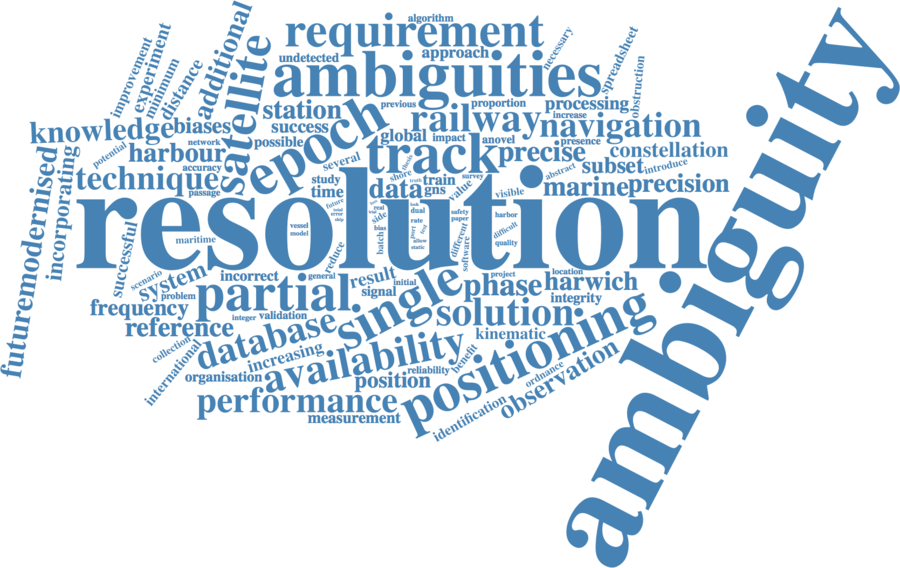 algorithm
requirement
necessary
spreadsheet
undetected
approach
ambiguities
improvement
experiment
minimum
distance
additional
satellite
station
previous
proportion
processing
obstruction
increase
knowledge
biases
success
epoch
global
impact
railway
anovel
navigation
presence
network
possible
potential
harbour
accuracy
several
track
precise
constellation
technique
passage
study
time
data
train
gns
survey
value
visible
abstract
subset
introduce
marine
precision
shore
future
resolution
ambiguity
futuremodernised
incorporating
successful
maritime
vessel
model
error
ship
real
side
bias
batch
dual
rate
port
test
allow
static
safety
paper
different
software
harbor
difficult
quality
reduce
scenario
system
problem
incorrect
general
result
signal
initial
single
phase
project
location
harwich
integrity
partial
frequency
reference
integer
validation
solution
kinematic
positioning
database
collection
international
increasing
availability
organisation
position
reliability
benefit
ordnance
observation
identification
performance
measurement